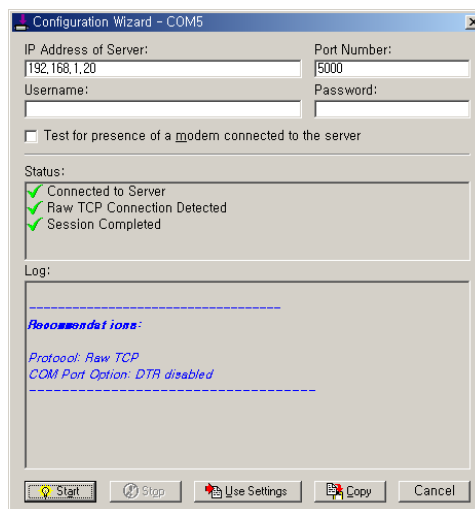 Configuration Wizard - COM5
IP Address of Server: Port Number:
192,168,1,20 5000
Username: Password:
Test for presence of a modem connected to the server
Status:
Connected to Server
Raw TCP Connection Detected
Session Completed
Log:
------------------------------------
Recommendations:
Protocol: Raw TCP
COM Port Option: DTR disabled
------------------------------------
Start Stop Use Settings Copy Cancel